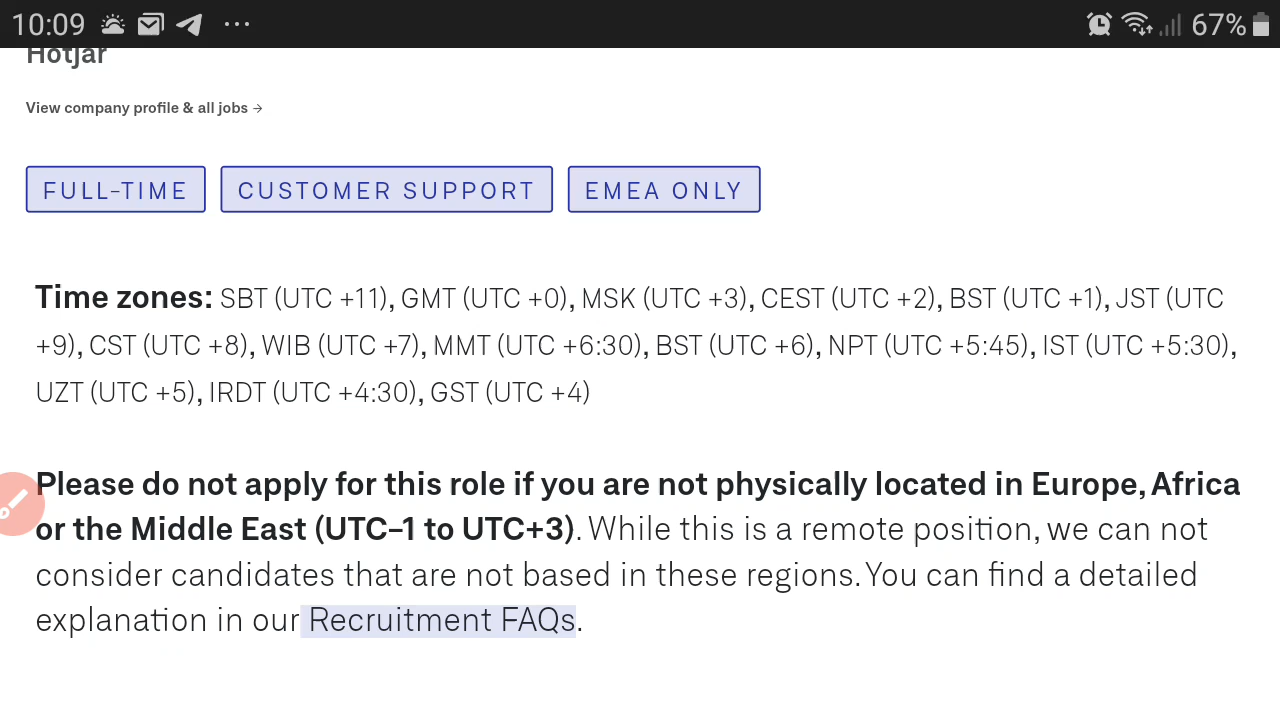 10:09 ... 67%
Hotjar
View company profile & all jobs →
FULL-TIME CUSTOMER SUPPORT EMEA ONLY
Time zones: SBT (UTC +11), GMT (UTC +0), MSK (UTC +3), CEST (UTC +2), BST (UTC +1), JST (UTC
+9), CST (UTC +8), WIB (UTC +7), MMT (UTC +6:30), BST (UTC +6), NPT (UTC +5:45), IST (UTC +5:30),
UZT (UTC +5), IRDT (UTC +4:30), GST (UTC +4)
Please do not apply for this role if you are not physically located in Europe, Africa
or the Middle East (UTC-1 to UTC+3). While this is a remote position, we can not
consider candidates that are not based in these regions. You can find a detailed
explanation in our Recruitment FAQs.